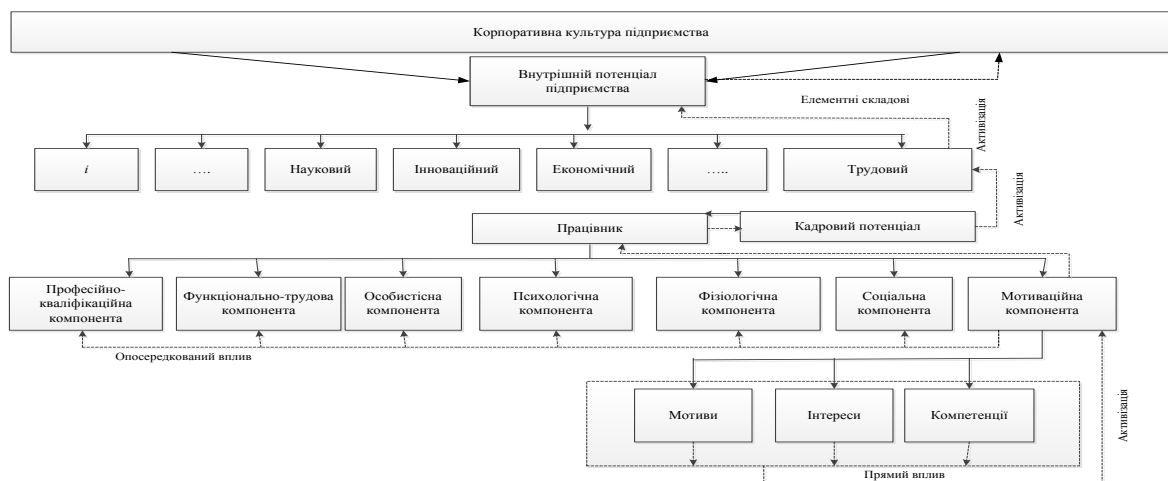 Корпоративна культура підприємства
Внутрішній потенціал
підприємства
Елементні складові
Активізація
i
….
Науковий
Інноваційний
Економічний
…..
Трудовий
Активізація
Працівник
Кадровий потенціал
Професійно-
кваліфікаційна
компонента
Функціонально-трудова
компонента
Особистісна
компонента
Психологічна
компонента
Фізіологічна
компонента
Соціальна
компонента
Мотиваційна
компонента
Опосередкований вплив
Мотиви
Інтереси
Компетенції
Активізація
Прямий вплив